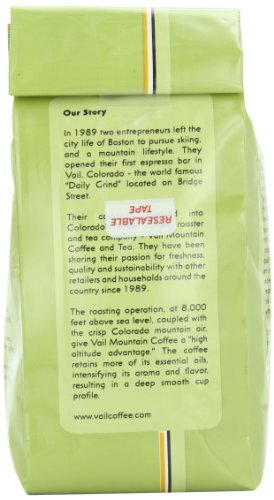 Our Story
In 1989 two entrepreneurs left the
city life of Boston to pursue skiing,
and a mountain lifestyle. They
opened their first espresso bar in
Vail, Colorado - the world famous
"Daily Grind" located on Bridge
Street.
Their into
Colorado roaster
RESEALABLE
TAPE
and tea company - Vail Mountain
Coffee and Tea. They have been
sharing their passion for freshness,
quality and sustainability with other
retailers and households around the
country since 1989.
The roasting operation, at 8,000
feet above sea level, coupled with
the crisp Colorado mountain air,
give Vail Mountain Coffee a "high
altitude advantage." The coffee
retains more of its essential oils,
intensifying its aroma and flavor,
resulting in a deep smooth cup
profile.
www.vailcoffee.com